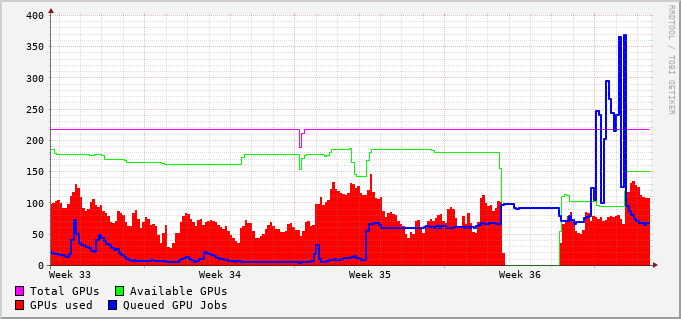 400
350
300
250
200
150
100
50
0
Week 33 Week 34 Week 35 Week 36
Total GPUs Available GPUs
GPUs used Queued GPU Jobs
RRDTOOL / TOBI OETIKER